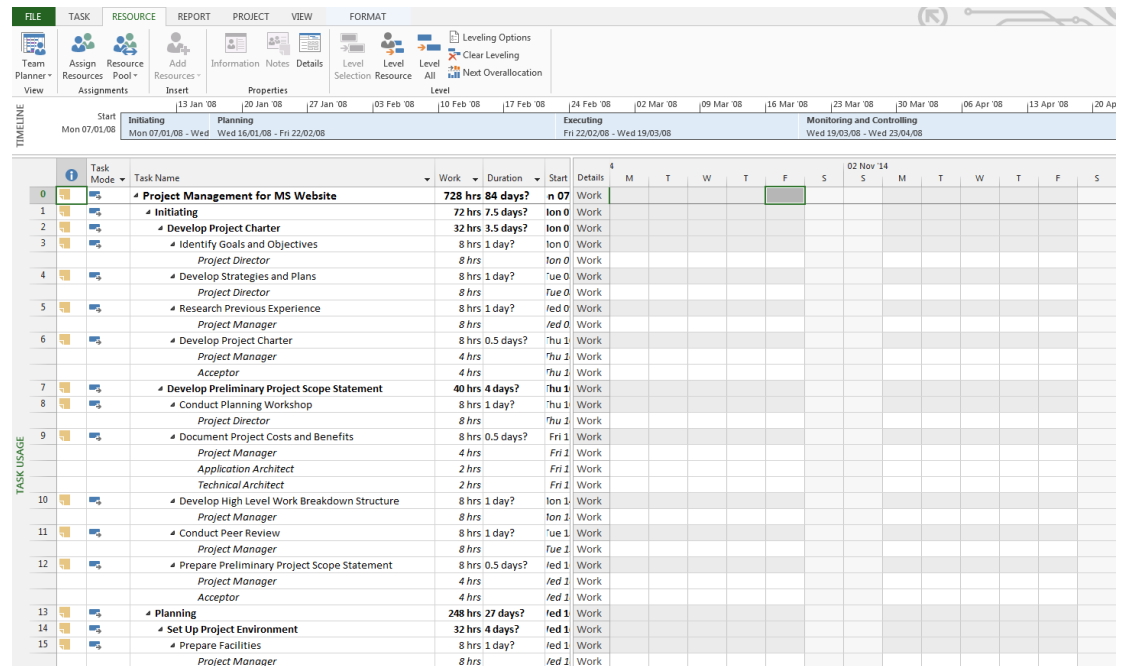 FILE TASK RESOURCE REPORT PROJECT VIEW FORMAT
Team Planner Assign Resources Resource Pool Add Resources Information Notes Details Level Selection Level Resource Level All Leveling Options
Clear Leveling
Next Overallocation
View Assignments Insert Properties Level
13 Jan '08 20 Jan '08 27 Jan '08 03 Feb '08 10 Feb '08 17 Feb '08 24 Feb '08 02 Mar '08 09 Mar '08 16 Mar '08 23 Mar '08 30 Mar '08 06 Apr '08 13 Apr '08 20 Ap
TIMELINE
Start Initiating Planning Executing Monitoring and Controlling
Mon 07/01/08 Mon 07/01/08 - Wed Wed 16/01/08 - Fri 22/02/08 Fri 22/02/08 - Wed 19/03/08 Wed 19/03/08 - Wed 23/04/08
4 02 Nov '14
Task Mode Task Name Work Duration Start Details M T W T F S S M T W T F S
TASK USAGE
0 Project Management for MS Website 728 hrs 84 days? n 07 Work
1 Initiating 72 hrs 7.5 days? Work
2 Develop Project Charter 32 hrs 3.5 days? Work
3 Identify Goals and Objectives 8 hrs 1 day? Work
Project Director 8 hrs Work
4 Develop Strategies and Plans 8 hrs 1 day? Work
Project Director 8 hrs Work
5 Research Previous Experience 8 hrs 1 day? Work
Project Manager 8 hrs Work
6 Develop Project Charter 8 hrs 0.5 days? Work
Project Manager 4 hrs Work
Acceptor 4 hrs Work
7 Develop Preliminary Project Scope Statement 40 hrs 4 days? Work
8 Conduct Planning Workshop 8 hrs 1 day? Work
Project Director 8 hrs Work
9 Document Project Costs and Benefits 8 hrs 0.5 days? Fri 1 Work
Project Manager 4 hrs Fri 1 Work
Application Architect 2 hrs Fri 1 Work
Technical Architect 2 hrs Fri 1 Work
10 Develop High Level Work Breakdown Structure 8 hrs 1 day? Work
Project Manager 8 hrs Work
11 Conduct Peer Review 8 hrs 1 day? Work
Project Manager 8 hrs Work
12 Prepare Preliminary Project Scope Statement 8 hrs 0.5 days? Work
Project Manager 4 hrs Work
Acceptor 4 hrs Work
13 Planning 248 hrs 27 days? Work
14 Set Up Project Environment 32 hrs 4 days? Work
15 Prepare Facilities 8 hrs 1 day? Work
Project Manager 8 hrs Work